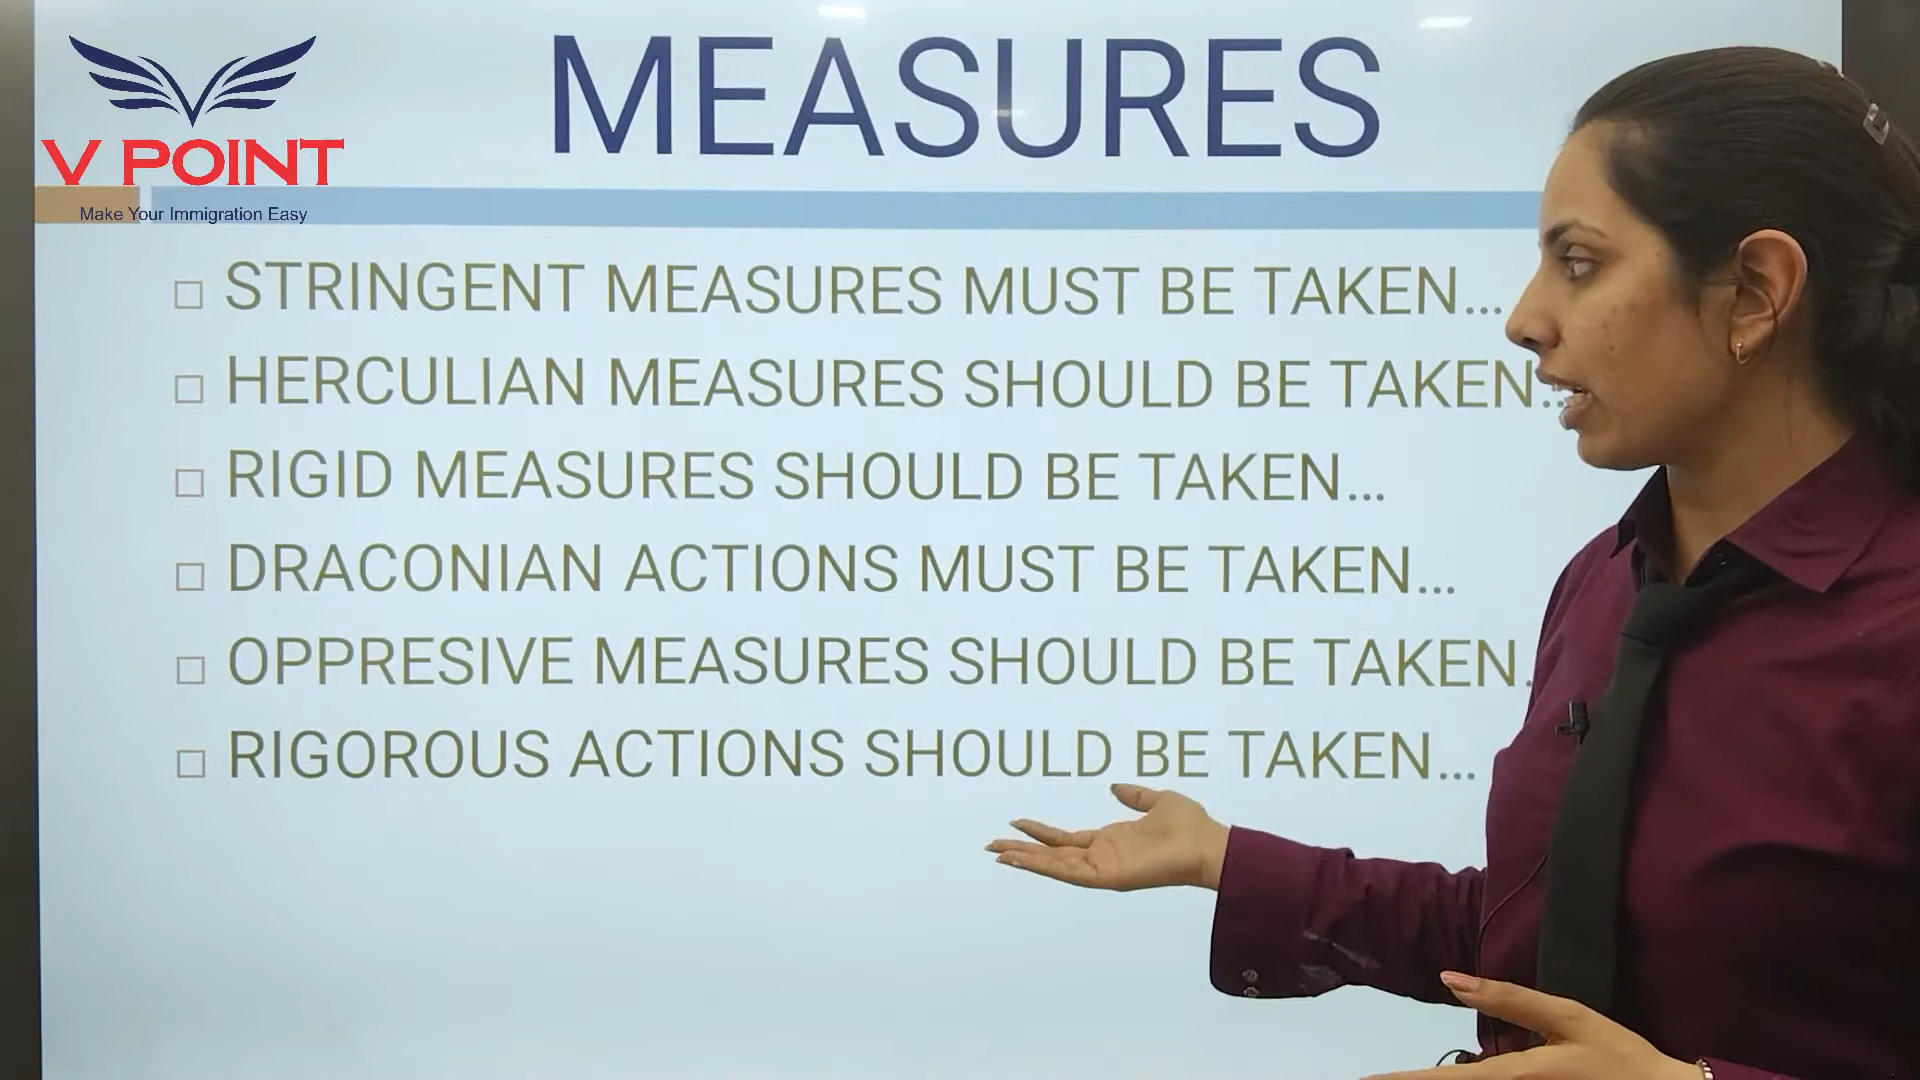 MEASURES
V POINT
Make Your Immigration Easy
STRINGENT MEASURES MUST BE TAKEN...
HERCULIAN MEASURES SHOULD BE TAKEN..
RIGID MEASURES SHOULD BE TAKEN...
DRACONIAN ACTIONS MUST BE TAKEN...
OPPRESIVE MEASURES SHOULD BE TAKEN.
RIGOROUS ACTIONS SHOULD BE TAKEN...